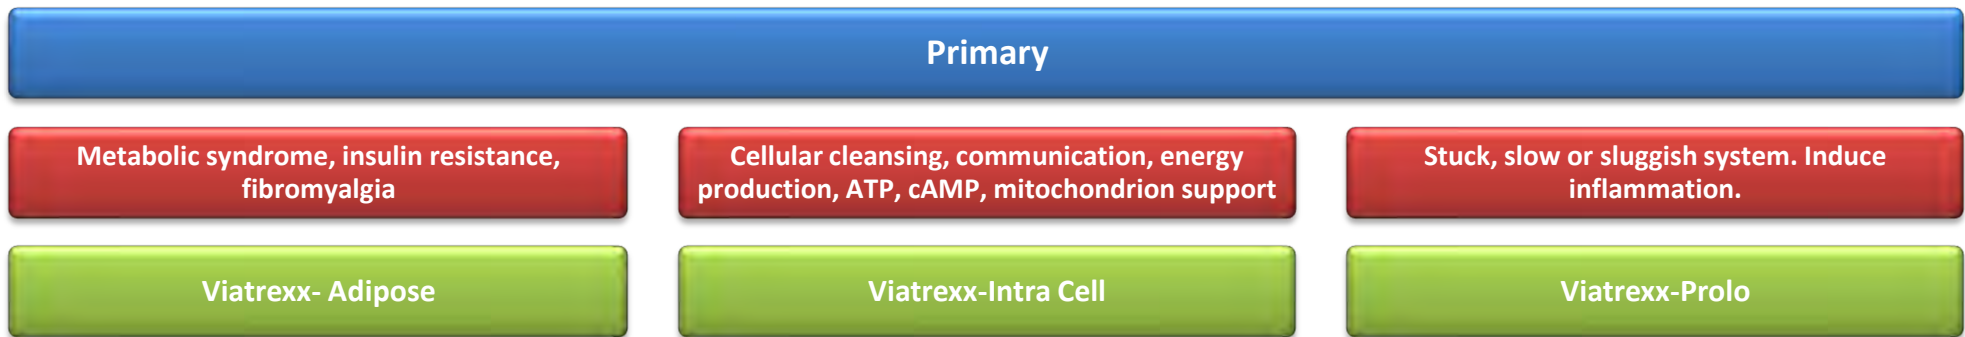 Primary
Metabolic syndrome, insulin resistance,
fibromyalgia
Cellular cleansing, communication, energy
production, ATP, cAMP, mitochondrion support
Stuck, slow or sluggish system. Induce
inflammation.
Viatrexx- Adipose
Viatrexx-Intra Cell
Viatrexx-Prolo